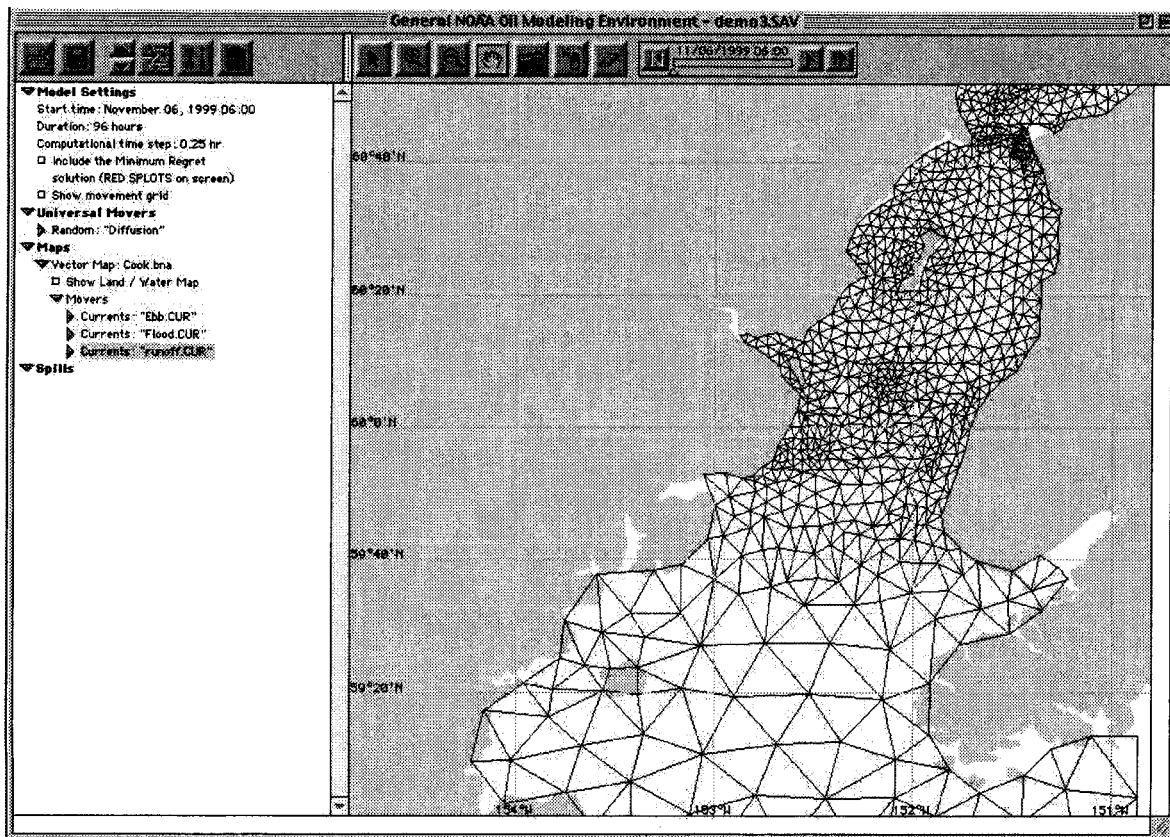 General NOAA Oil Modeling Environment - demo3.SAV
11/06/1999 06:00
Model Settings
Start time: November 06, 1999 06:00
Duration: 96 hours
Computational time step: 0.25 hr
Include the Minimum Regret
solution (RED SPLOTS on screen)
Show movement grid
Universal Movers
Random: "Diffusion"
Maps
Vector Map: Cook.bna
Show Land / Water Map
Movers
Currents: "Ebb.CUR"
Currents: "Flood.CUR"
Currents: "runoff.CUR"
Spills
60°40'N
60°20'N
60°0'N
59°40'N
59°20'N
154°W
153°W
152°W
151°W